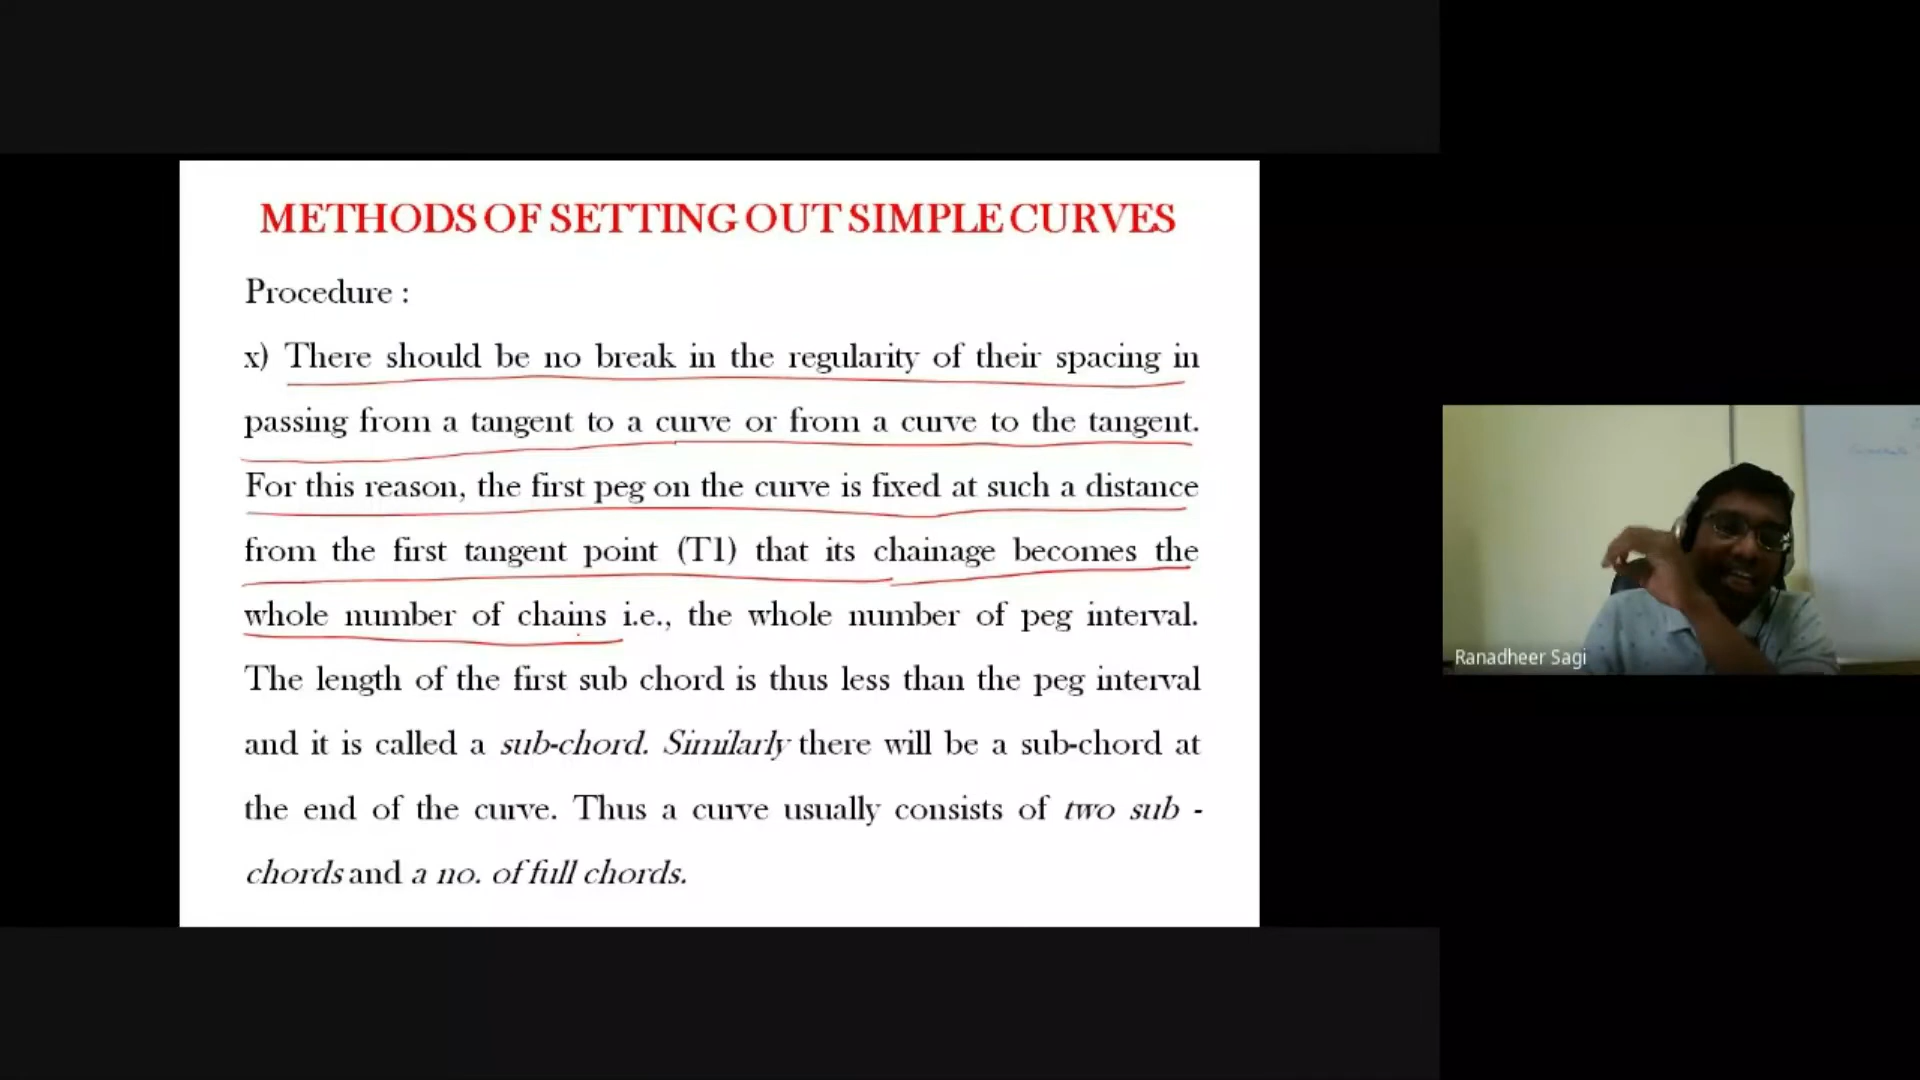 METHODS OF SETTING OUT SIMPLE CURVES
Procedure :
x) There should be no break in the regularity of their spacing in
passing from a tangent to a curve or from a curve to the tangent.
For this reason, the first peg on the curve is fixed at such a distance
from the first tangent point (T1) that its chainage becomes the
whole number of chains i.e., the whole number of peg interval.
The length of the first sub chord is thus less than the peg interval
and it is called a sub-chord. Similarly there will be a sub-chord at
the end of the curve. Thus a curve usually consists of two sub -
chords and a no. of full chords.
Ranadheer Sagi